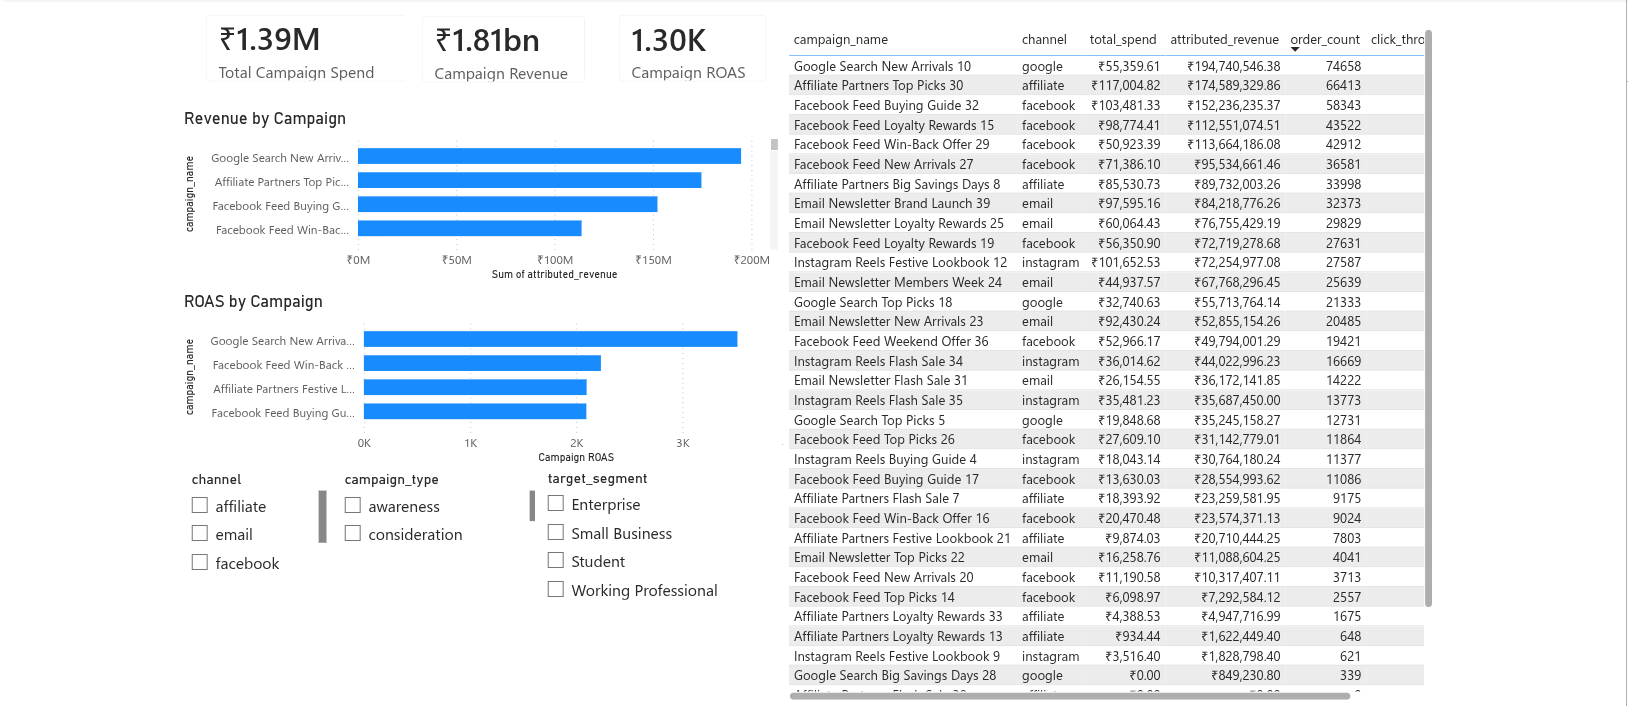 ₹1.39M
Total Campaign Spend
₹1.81bn
Campaign Revenue
1.30K
Campaign ROAS
Revenue by Campaign
campaign_name
Google Search New Arriv...
Affiliate Partners Top Pic...
Facebook Feed Buying G...
Facebook Feed Win-Bac...
₹0M ₹50M ₹100M ₹150M ₹200M
Sum of attributed_revenue
ROAS by Campaign
campaign_name
Google Search New Arriva...
Facebook Feed Win-Back ...
Affiliate Partners Festive L...
Facebook Feed Buying Gu...
0K 1K 2K 3K
Campaign ROAS
channel
affiliate
email
facebook
campaign_type
awareness
consideration
target_segment
Enterprise
Small Business
Student
Working Professional
campaign_name channel total_spend attributed_revenue order_count click_thro
Google Search New Arrivals 10 google ₹55,359.61 ₹194,740,546.38 74658
Affiliate Partners Top Picks 30 affiliate ₹117,004.82 ₹174,589,329.86 66413
Facebook Feed Buying Guide 32 facebook ₹103,481.33 ₹152,236,235.37 58343
Facebook Feed Loyalty Rewards 15 facebook ₹98,774.41 ₹112,551,074.51 43522
Facebook Feed Win-Back Offer 29 facebook ₹50,923.39 ₹113,664,186.08 42912
Facebook Feed New Arrivals 27 facebook ₹71,386.10 ₹95,534,661.46 36581
Affiliate Partners Big Savings Days 8 affiliate ₹85,530.73 ₹89,732,003.26 33998
Email Newsletter Brand Launch 39 email ₹97,595.16 ₹84,218,776.26 32373
Email Newsletter Loyalty Rewards 25 email ₹60,064.43 ₹76,755,429.19 29829
Facebook Feed Loyalty Rewards 19 facebook ₹56,350.90 ₹72,719,278.68 27631
Instagram Reels Festive Lookbook 12 instagram ₹101,652.53 ₹72,254,977.08 27587
Email Newsletter Members Week 24 email ₹44,937.57 ₹67,768,296.45 25639
Google Search Top Picks 18 google ₹32,740.63 ₹55,713,764.14 21333
Email Newsletter New Arrivals 23 email ₹92,430.24 ₹52,855,154.26 20485
Facebook Feed Weekend Offer 36 facebook ₹52,966.17 ₹49,794,001.29 19421
Instagram Reels Flash Sale 34 instagram ₹36,014.62 ₹44,022,996.23 16669
Email Newsletter Flash Sale 31 email ₹26,154.55 ₹36,172,141.85 14222
Instagram Reels Flash Sale 35 instagram ₹35,481.23 ₹35,687,450.00 13773
Google Search Top Picks 5 google ₹19,848.68 ₹35,245,158.27 12731
Facebook Feed Top Picks 26 facebook ₹27,609.10 ₹31,142,779.01 11864
Instagram Reels Buying Guide 4 instagram ₹18,043.14 ₹30,764,180.24 11377
Facebook Feed Buying Guide 17 facebook ₹13,630.03 ₹28,554,993.62 11086
Affiliate Partners Flash Sale 7 affiliate ₹18,393.92 ₹23,259,581.95 9175
Facebook Feed Win-Back Offer 16 facebook ₹20,470.48 ₹23,574,371.13 9024
Affiliate Partners Festive Lookbook 21 affiliate ₹9,874.03 ₹20,710,444.25 7803
Email Newsletter Top Picks 22 email ₹16,258.76 ₹11,088,604.25 4041
Facebook Feed New Arrivals 20 facebook ₹11,190.58 ₹10,317,407.11 3713
Facebook Feed Top Picks 14 facebook ₹6,098.97 ₹7,292,584.12 2557
Affiliate Partners Loyalty Rewards 33 affiliate ₹4,388.53 ₹4,947,716.99 1675
Affiliate Partners Loyalty Rewards 13 affiliate ₹934.44 ₹1,622,449.40 648
Instagram Reels Festive Lookbook 9 instagram ₹3,516.40 ₹1,828,798.40 621
Google Search Big Savings Days 28 google ₹0.00 ₹849,230.80 339